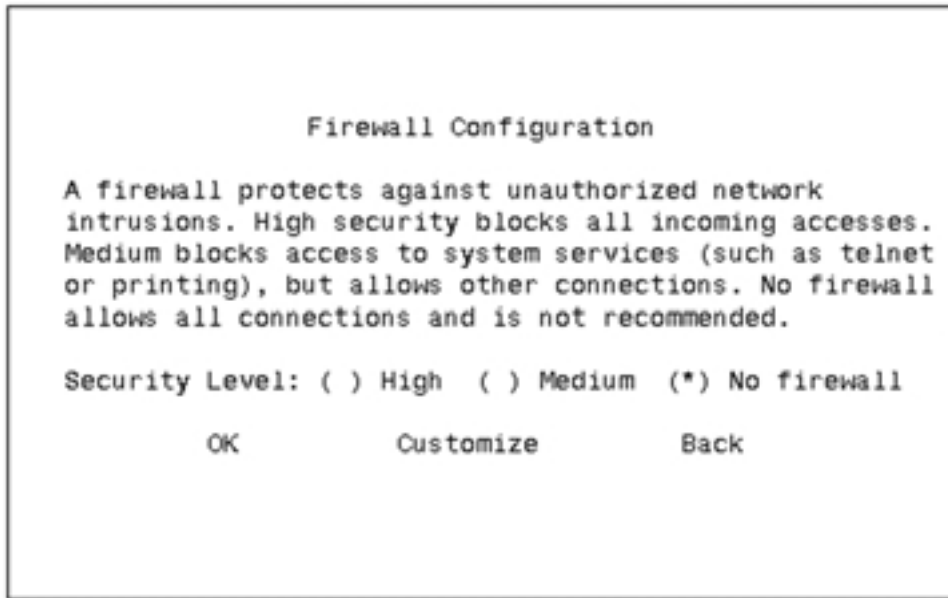 Firewall Configuration
A firewall protects against unauthorized network
intrusions. High security blocks all incoming accesses.
Medium blocks access to system services (such as telnet
or printing), but allows other connections. No firewall
allows all connections and is not recommended.
Security Level: ( ) High ( ) Medium (*) No firewall
OK Customize Back